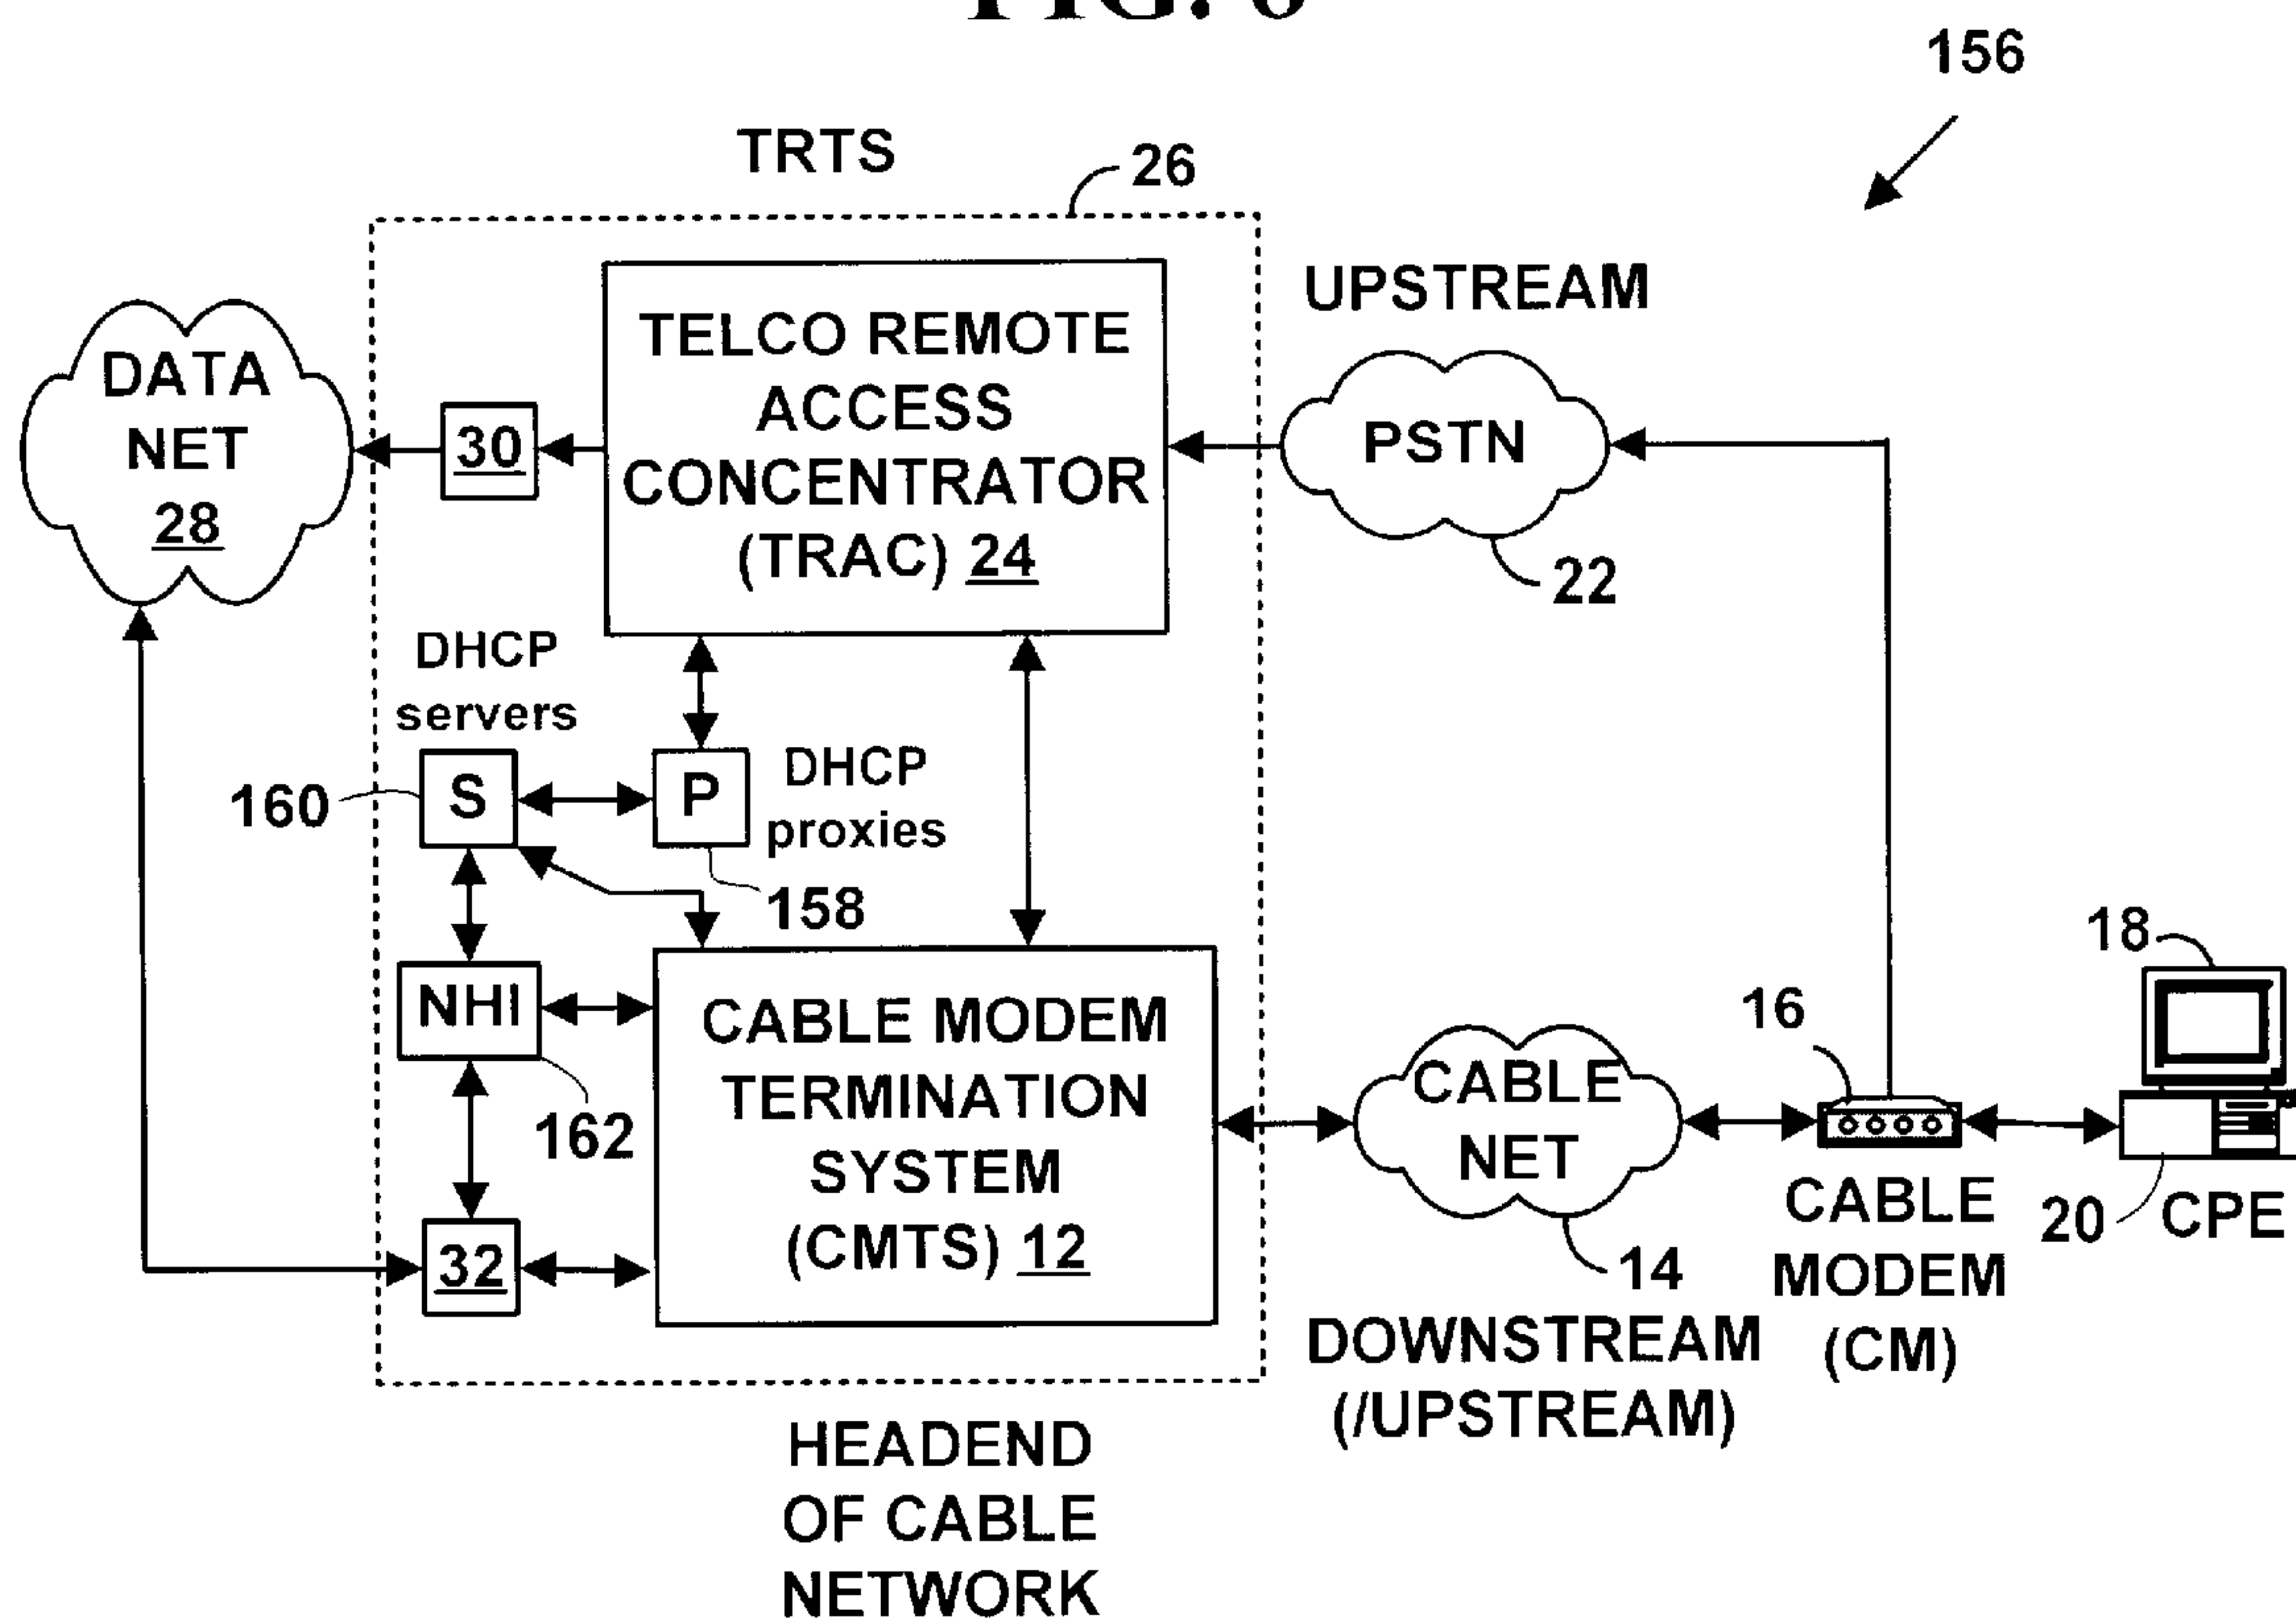 156
TRTS
26
UPSTREAM
DATA
NET
28
30
TELCO REMOTE
ACCESS
CONCENTRATOR
(TRAC) 24
PSTN
22
DHCP
servers
160
S
P
DHCP
proxies
158
NHI
162
32
CABLE MODEM
TERMINATION
SYSTEM
(CMTS) 12
CABLE
NET
14
DOWNSTREAM
(/UPSTREAM)
16
CABLE
MODEM
(CM)
18
20
CPE
HEADEND
OF CABLE
NETWORK